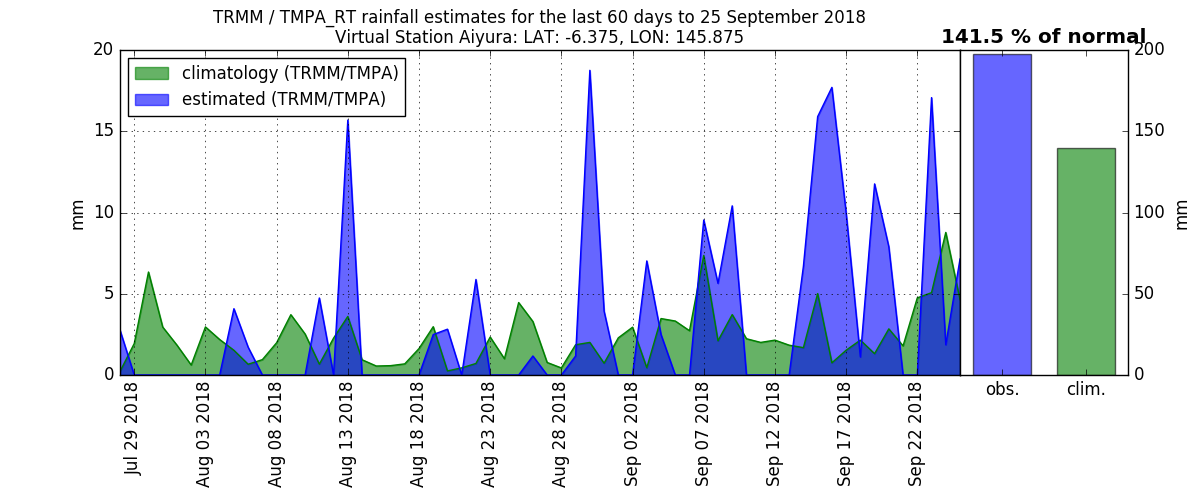 TRMM / TMPA_RT rainfall estimates for the last 60 days to 25 September 2018
Virtual Station Aiyura: LAT: -6.375, LON: 145.875
141.5 % of normal
climatology (TRMM/TMPA)
estimated (TRMM/TMPA)
20
15
10
5
0
mm
200
150
100
50
0
mm
Jul 29 2018
Aug 03 2018
Aug 08 2018
Aug 13 2018
Aug 18 2018
Aug 23 2018
Aug 28 2018
Sep 02 2018
Sep 07 2018
Sep 12 2018
Sep 17 2018
Sep 22 2018
obs.
clim.